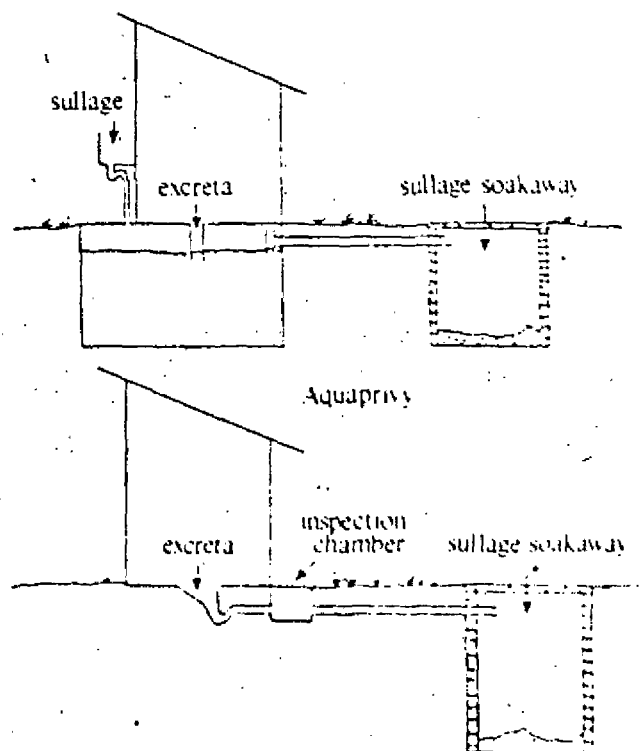 sullage
excreta
sullage soakaway
Aquaprivy
inspection
chamber
excreta
sullage soakaway